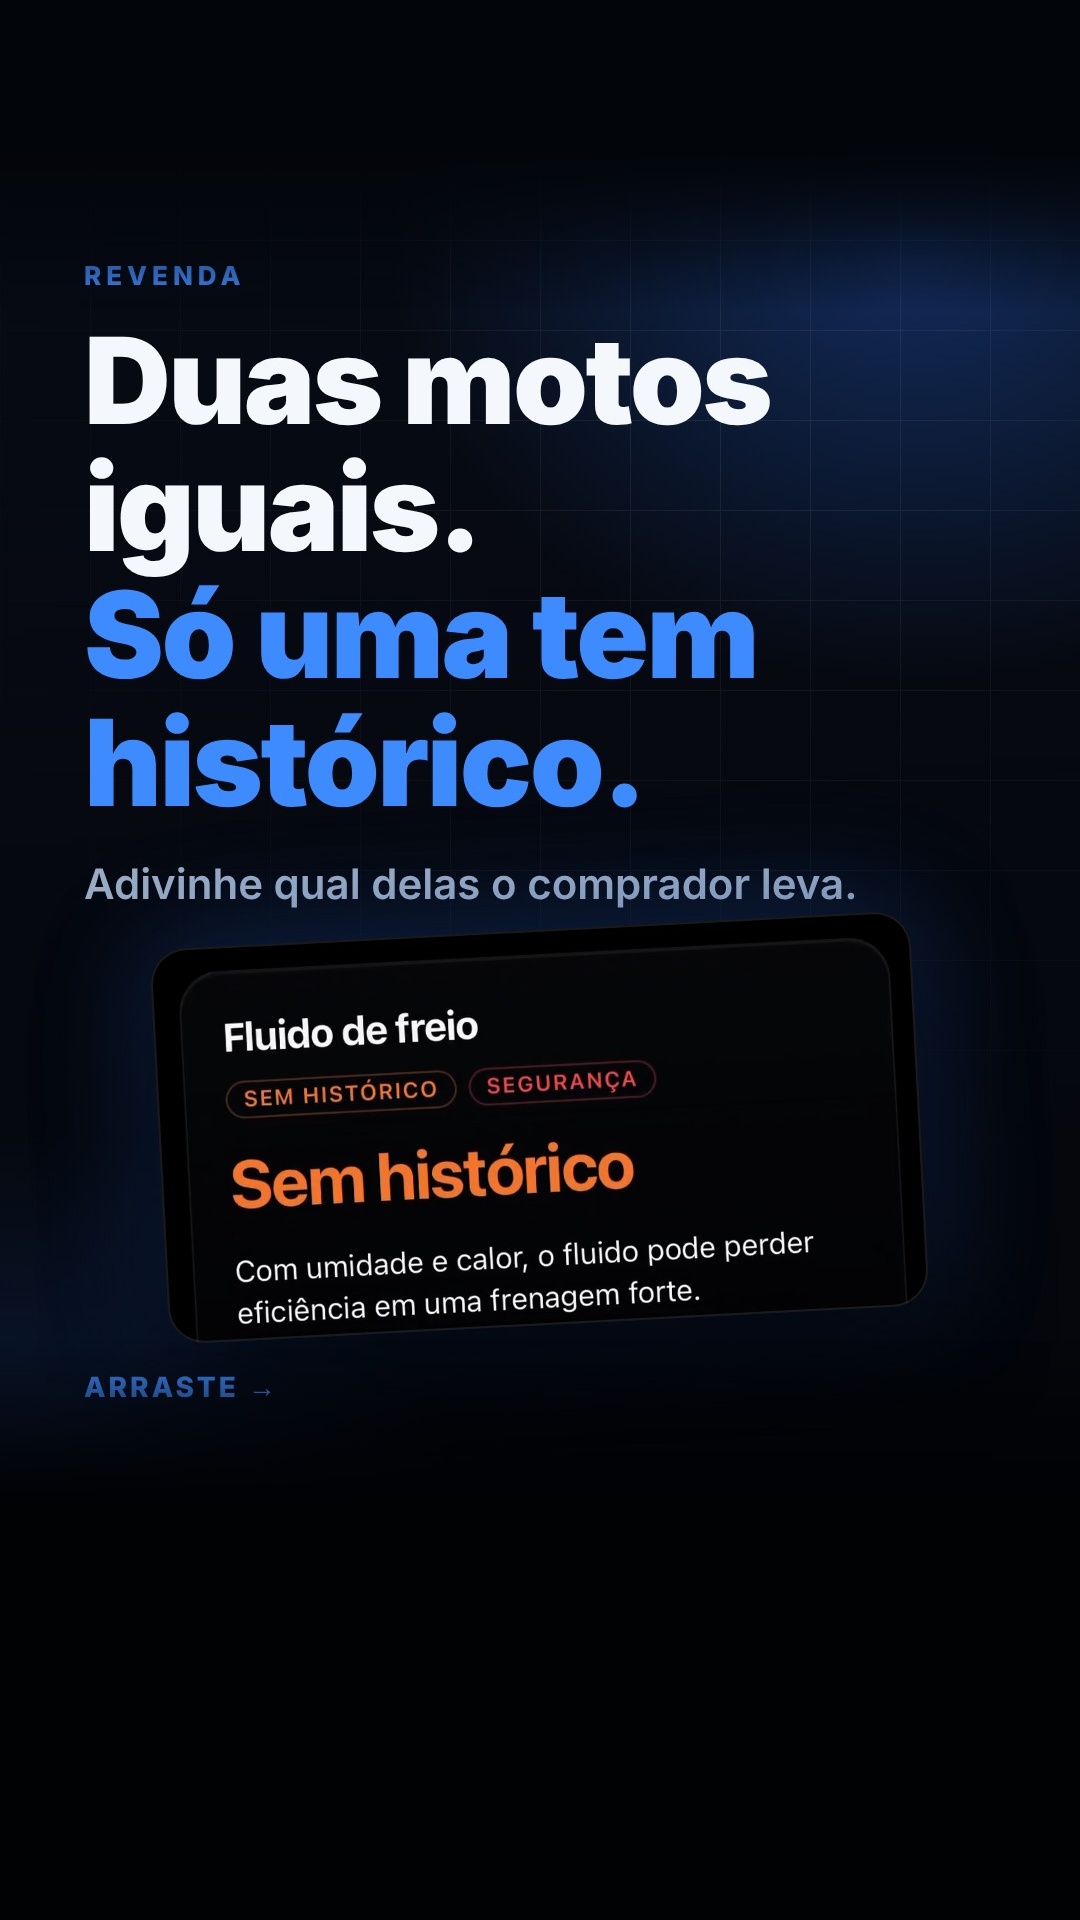 REVENDA
Duas motos
iguais.
Só uma tem
histórico.
Adivinhe qual delas o comprador leva.
Fluido de freio
SEM HISTÓRICO SEGURANÇA
Sem histórico
Com umidade e calor, o fluido pode perder
eficiência em uma frenagem forte.
ARRASTE →